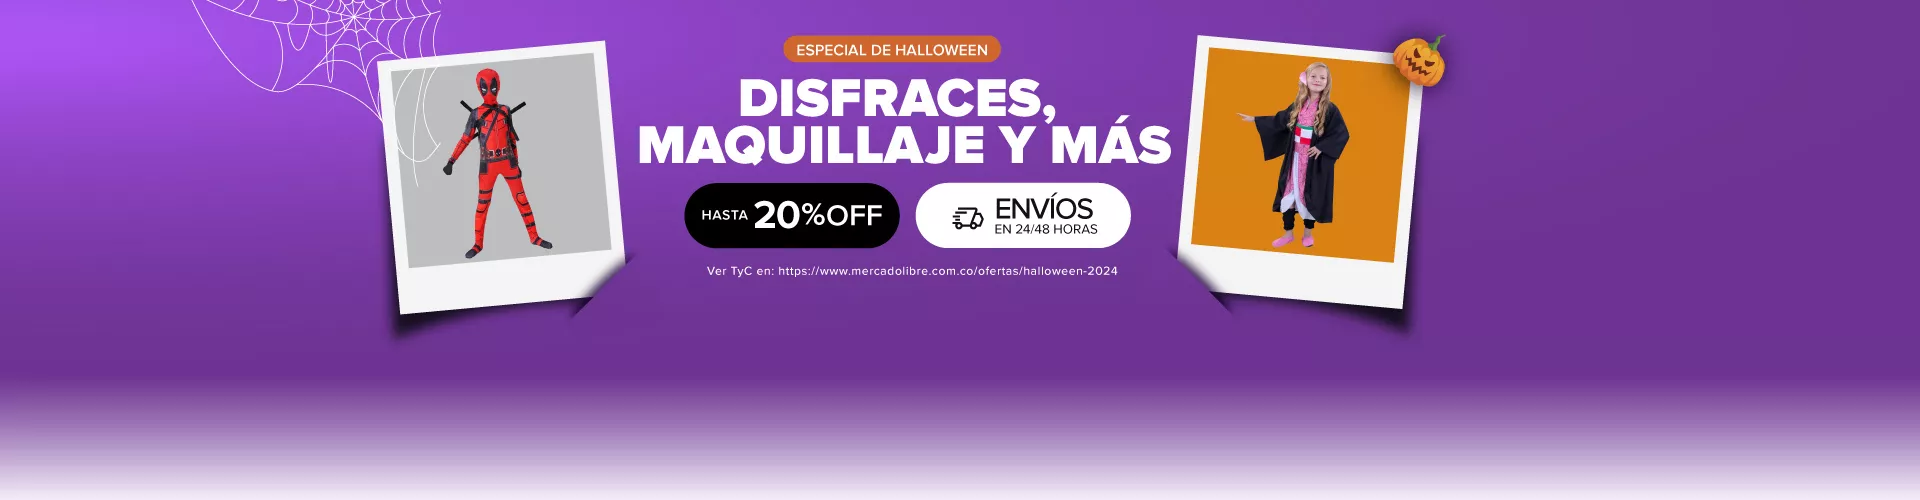 ESPECIAL DE HALLOWEEN
DISFRACES,
MAQUILLAJE Y MÁS
HASTA 20%OFF
ENVÍOS
EN 24/48 HORAS
Ver TyC en: https://www.mercadolibre.com.co/ofertas/halloween-2024